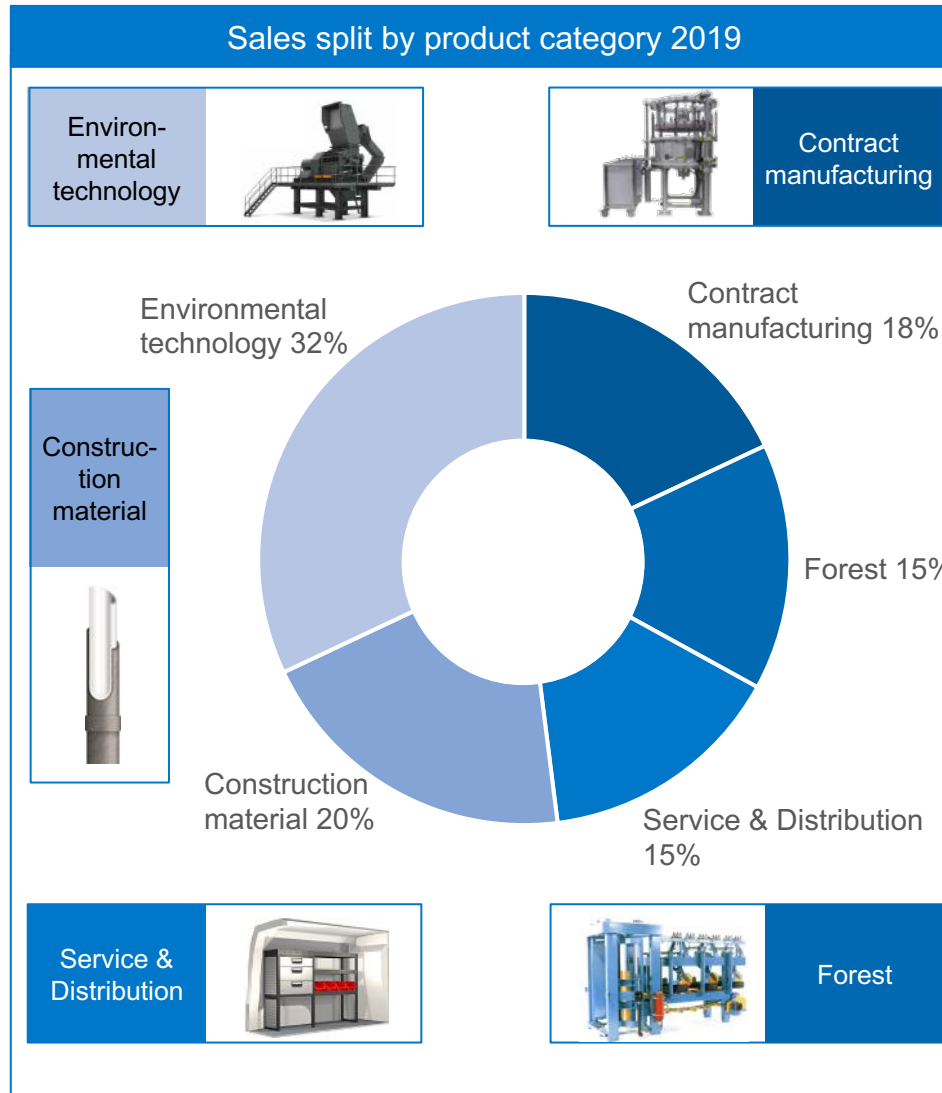 Sales split by product category 2019
Environ-
mental
technology
Contract
manufacturing
Environmental
technology 32%
Contract
manufacturing 18%
Construc-
tion
material
Forest 15%
Construction
material 20%
Service & Distribution
15%
Service &
Distribution
Forest